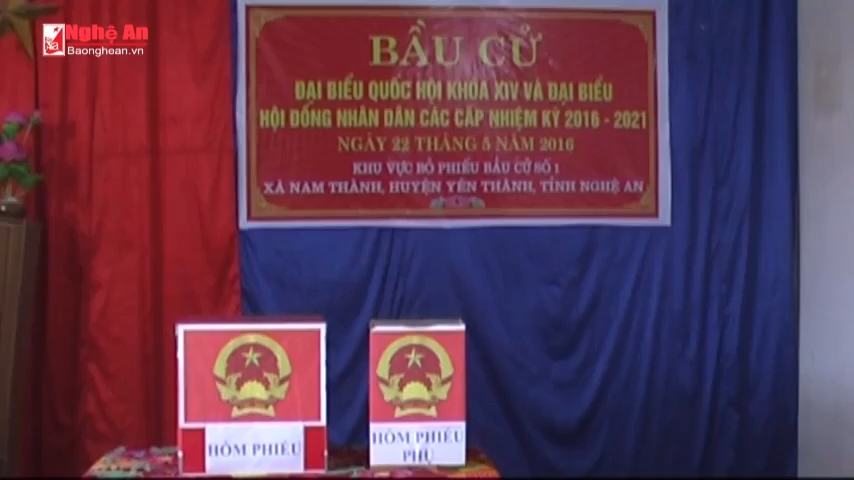 Nghệ An
Baonghean.vn
BẦU CỬ
ĐẠI BIỂU QUỐC HỘI KHÓA XIV VÀ ĐẠI BIỂU
HỘI ĐỒNG NHÂN DÂN CÁC CẤP NHIỆM KỲ 2016 - 2021
NGÀY 22 THÁNG 5 NĂM 2016
KHU VỰC BỎ PHIẾU BẦU CỬ SỐ 1
XÃ NAM THÀNH, HUYỆN YÊN THÀNH, TỈNH NGHỆ AN
HÒM PHIẾU
HÒM PHIẾU
PHỤ